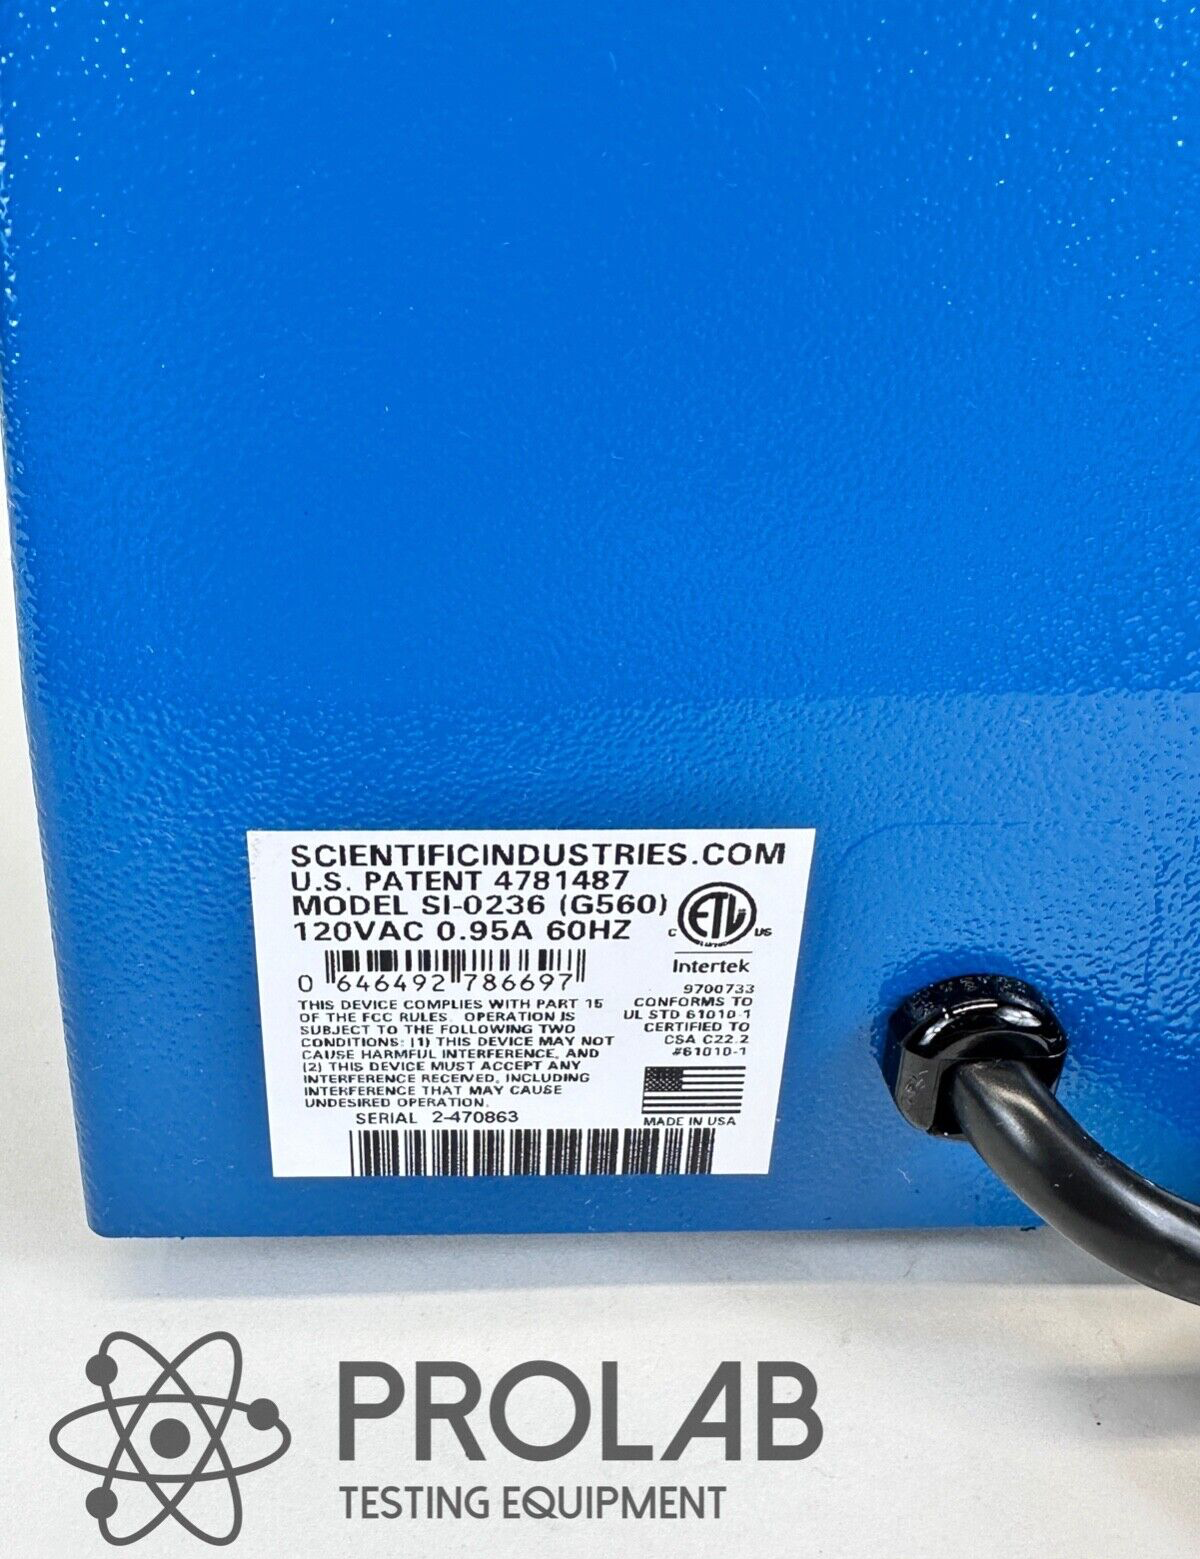 SCIENTIFICINDUSTRIES.COM
U.S. PATENT 4781487
MODEL SI-0236 (G560)
120VAC 0.95A 60HZ
ETL
C US
Intertek
0 646492 786697
9700733
CONFORMS TO
UL STD 61010-1
CERTIFIED TO
CSA C22.2
#61010-1
THIS DEVICE COMPLIES WITH PART 15
OF THE FCC RULES. OPERATION IS
SUBJECT TO THE FOLLOWING TWO
CONDITIONS: (1) THIS DEVICE MAY NOT
CAUSE HARMFUL INTERFERENCE, AND
(2) THIS DEVICE MUST ACCEPT ANY
INTERFERENCE RECEIVED, INCLUDING
INTERFERENCE THAT MAY CAUSE
UNDESIRED OPERATION.
SERIAL 2-470863
MADE IN USA
PROLAB
TESTING EQUIPMENT